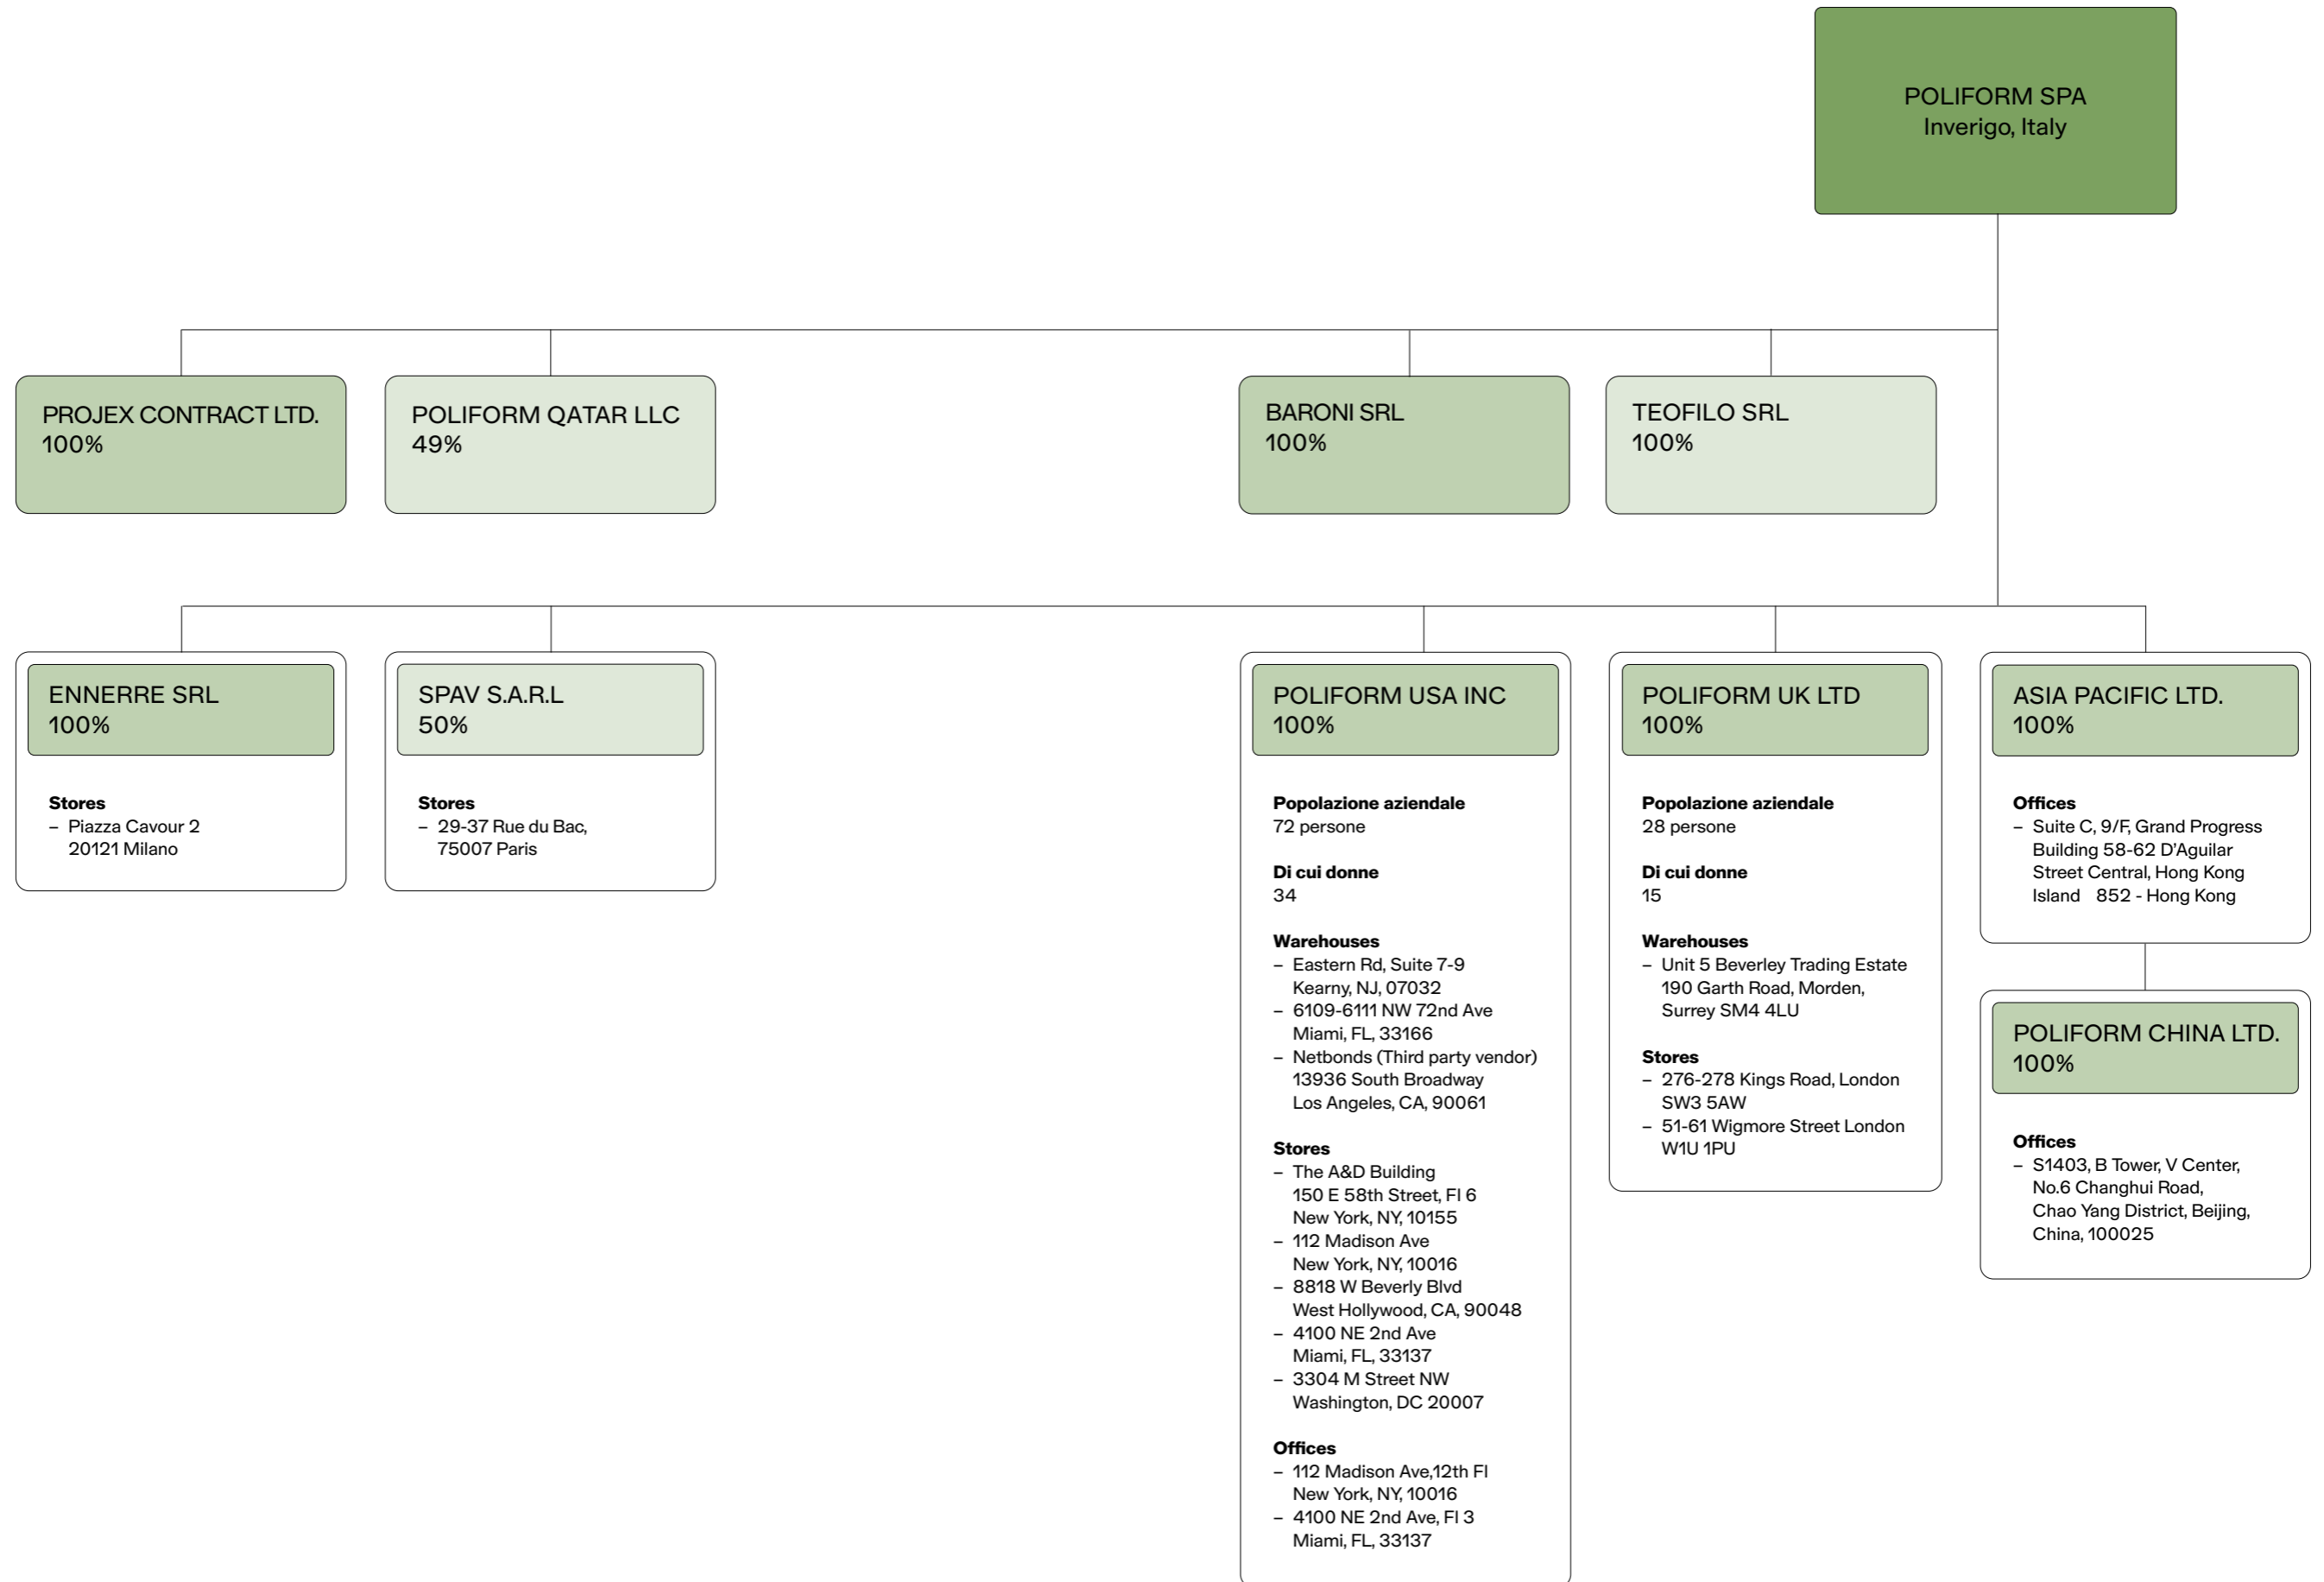 POLIFORM SPA
Inverigo, Italy
PROJEX CONTRACT LTD.
100%
POLIFORM QATAR LLC
49%
BARONI SRL
100%
TEOFILO SRL
100%
ENNERRE SRL
100%
Stores
– Piazza Cavour 2
20121 Milano
SPAV S.A.R.L
50%
Stores
– 29-37 Rue du Bac,
75007 Paris
POLIFORM USA INC
100%
Popolazione aziendale
72 persone
Di cui donne
34
Warehouses
– Eastern Rd, Suite 7-9
Kearny, NJ, 07032
– 6109-6111 NW 72nd Ave
Miami, FL, 33166
– Netbonds (Third party vendor)
13936 South Broadway
Los Angeles, CA, 90061
Stores
– The A&D Building
150 E 58th Street, Fl 6
New York, NY, 10155
– 112 Madison Ave
New York, NY, 10016
– 8818 W Beverly Blvd
West Hollywood, CA, 90048
– 4100 NE 2nd Ave
Miami, FL, 33137
– 3304 M Street NW
Washington, DC 20007
Offices
– 112 Madison Ave,12th Fl
New York, NY, 10016
– 4100 NE 2nd Ave, Fl 3
Miami, FL, 33137
POLIFORM UK LTD
100%
Popolazione aziendale
28 persone
Di cui donne
15
Warehouses
– Unit 5 Beverley Trading Estate
190 Garth Road, Morden,
Surrey SM4 4LU
Stores
– 276-278 Kings Road, London
SW3 5AW
– 51-61 Wigmore Street London
W1U 1PU
ASIA PACIFIC LTD.
100%
Offices
– Suite C, 9/F, Grand Progress
Building 58-62 D'Aguilar
Street Central, Hong Kong
Island 852 - Hong Kong
POLIFORM CHINA LTD.
100%
Offices
– S1403, B Tower, V Center,
No.6 Changhui Road,
Chao Yang District, Beijing,
China, 100025